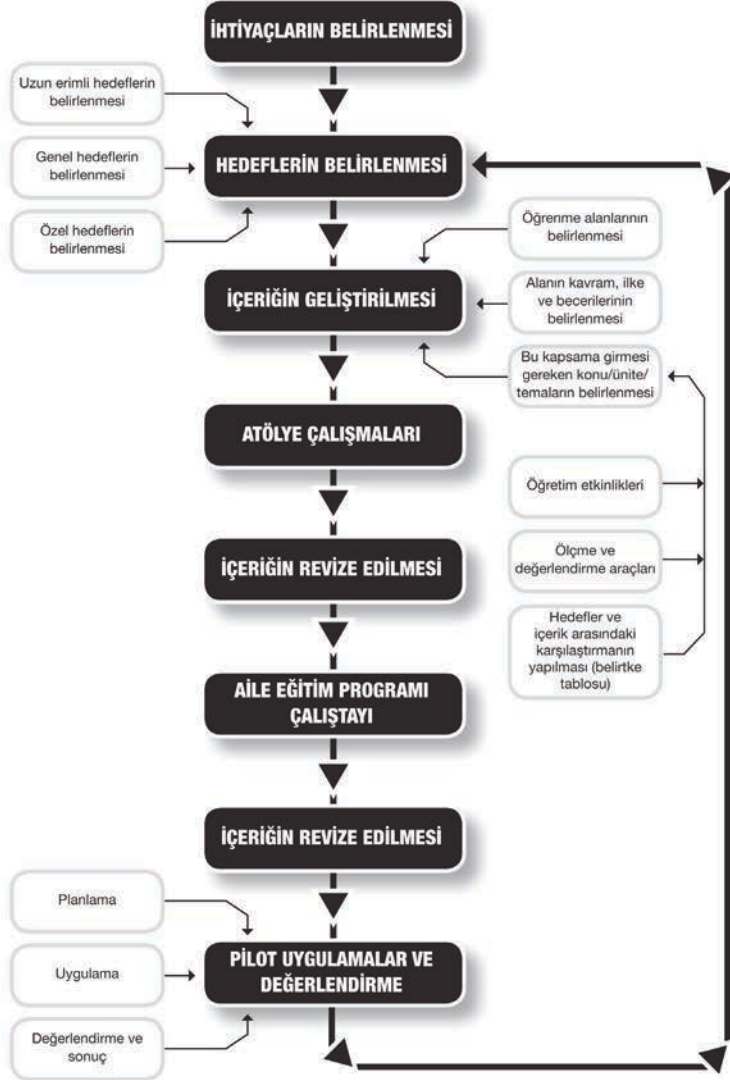 İHTİYAÇLARIN BELİRLENMESİ
Uzun erimli hedeflerin
belirlenmesi
Genel hedeflerin
belirlenmesi
Özel hedeflerin
belirlenmesi
HEDEFLERİN BELİRLENMESİ
Öğrenme alanlarının
belirlenmesi
Alanın kavram, ilke
ve becerilerinin
belirlenmesi
Bu kapsama girmesi
gereken konu/ünite/
temaların belirlenmesi
İÇERİĞİN GELİŞTİRİLMESİ
ATÖLYE ÇALIŞMALARI
Öğretim etkinlikleri
Ölçme ve
değerlendirme araçları
Hedefler ve
içerik arasındaki
karşılaştırmanın
yapılması (belirtke
tablosu)
İÇERİĞİN REVİZE EDİLMESİ
AİLE EĞİTİM PROGRAMI
ÇALIŞTAYI
İÇERİĞİN REVİZE EDİLMESİ
Planlama
Uygulama
Değerlendirme ve
sonuç
PİLOT UYGULAMALAR VE
DEĞERLENDİRME